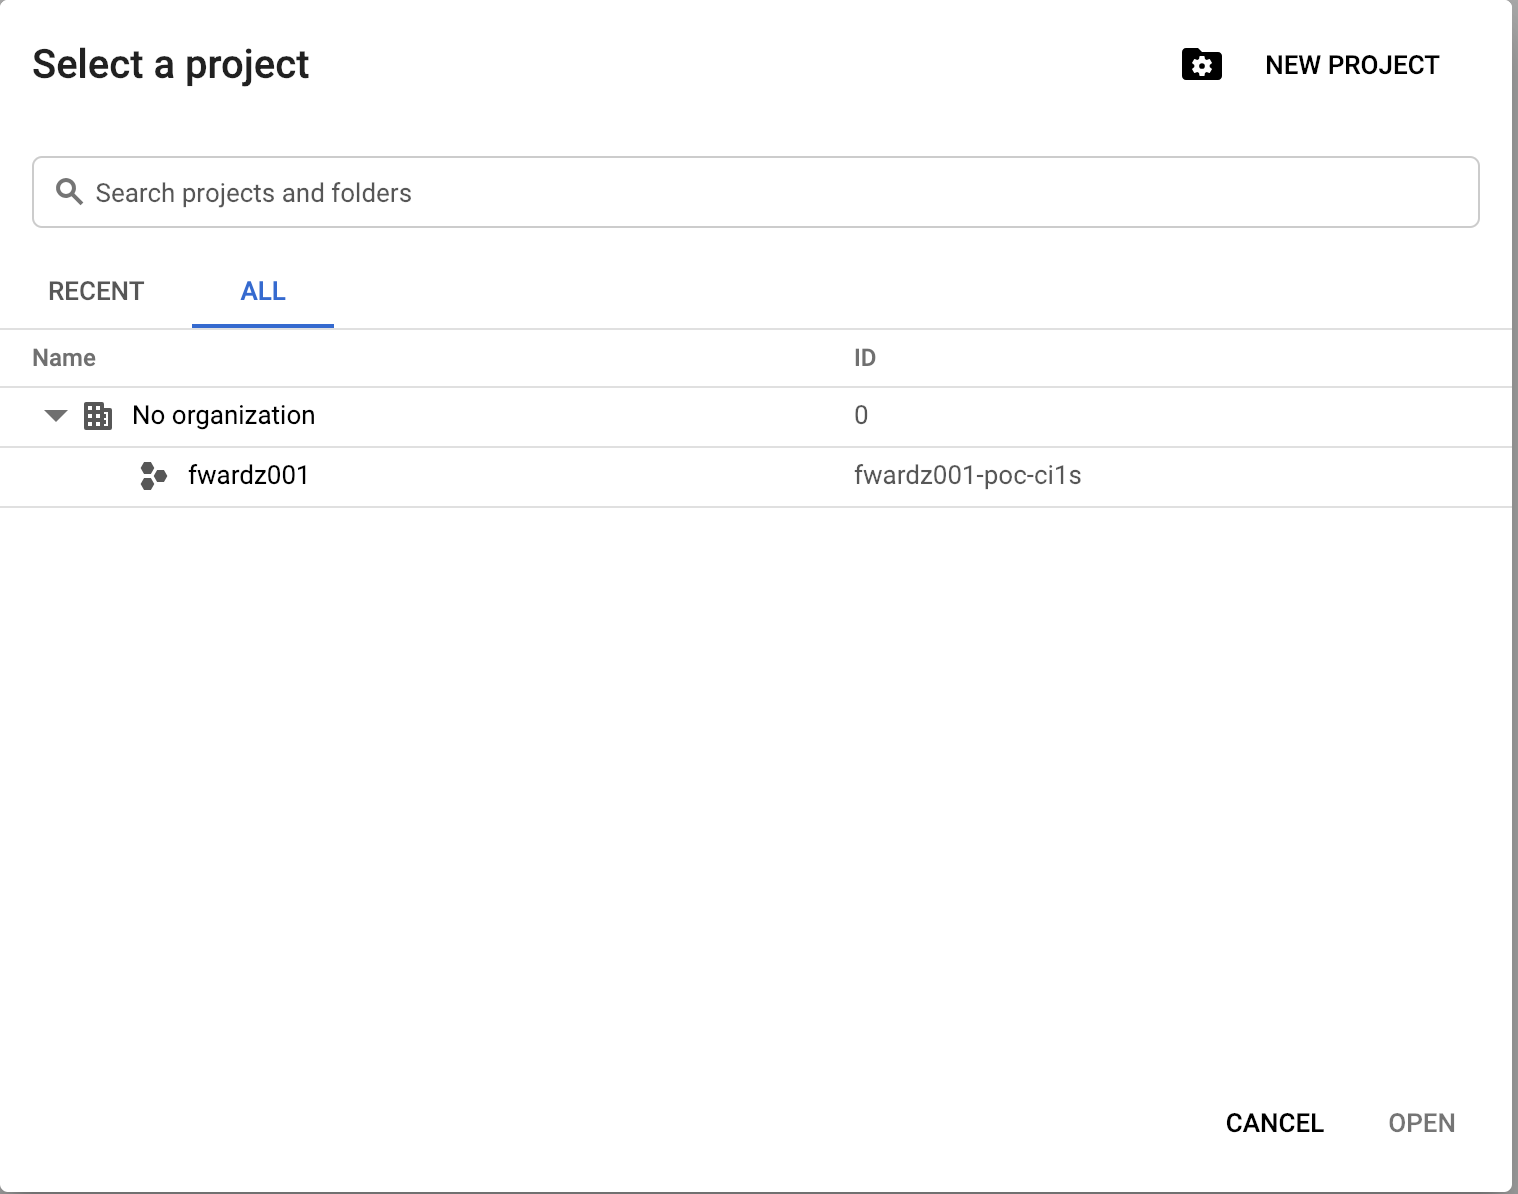 Select a project
NEW PROJECT
Search projects and folders
RECENT ALL
Name ID
No organization 0
fwardz001 fwardz001-poc-ci1s
CANCEL OPEN